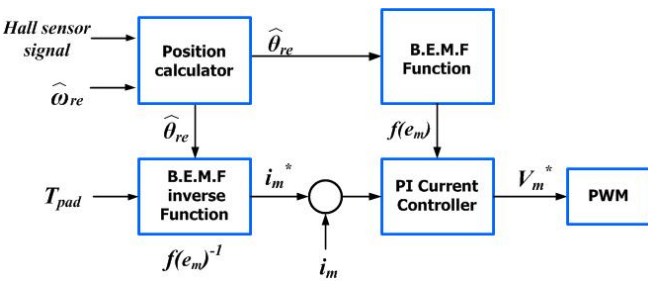 Hall sensor
signal
ω̂re
Position
calculator
θ̂re
B.E.M.F
Function
θ̂re
f(em)
Tpad
B.E.M.F
inverse
Function
im*
PI Current
Controller
Vm*
PWM
f(em)-1
im